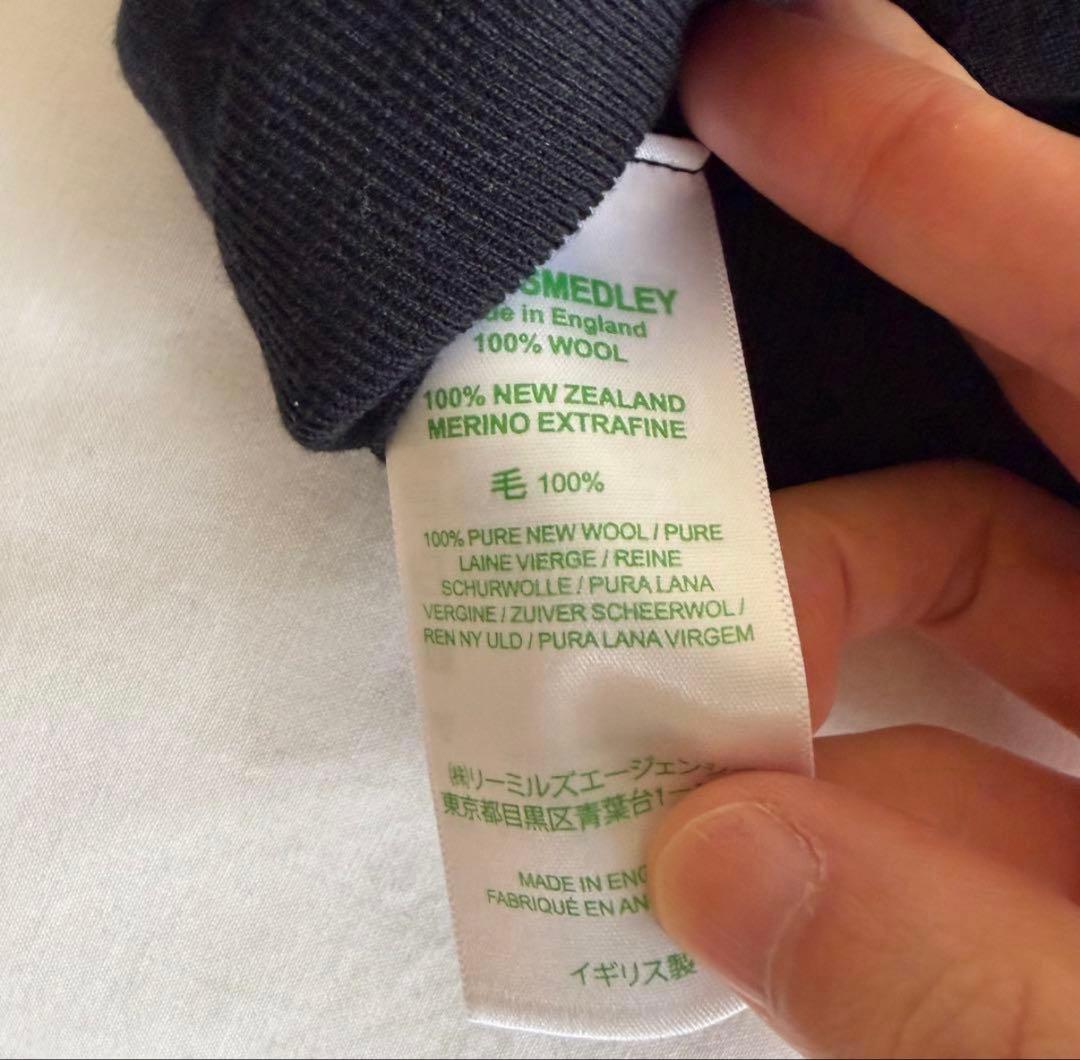 SMEDLEY
de in England
100% WOOL
100% NEW ZEALAND
MERINO EXTRAFINE
毛 100%
100% PURE NEW WOOL / PURE
LAINE VIERGE / REINE
SCHURWOLLE / PURA LANA
VERGINE / ZUIVER SCHEERWOL /
REN NY ULD / PURA LANA VIRGEM
㈱リーミルズエージェンシ
東京都目黒区青葉台1-
MADE IN ENG
FABRIQUÉ EN AN
イギリス製